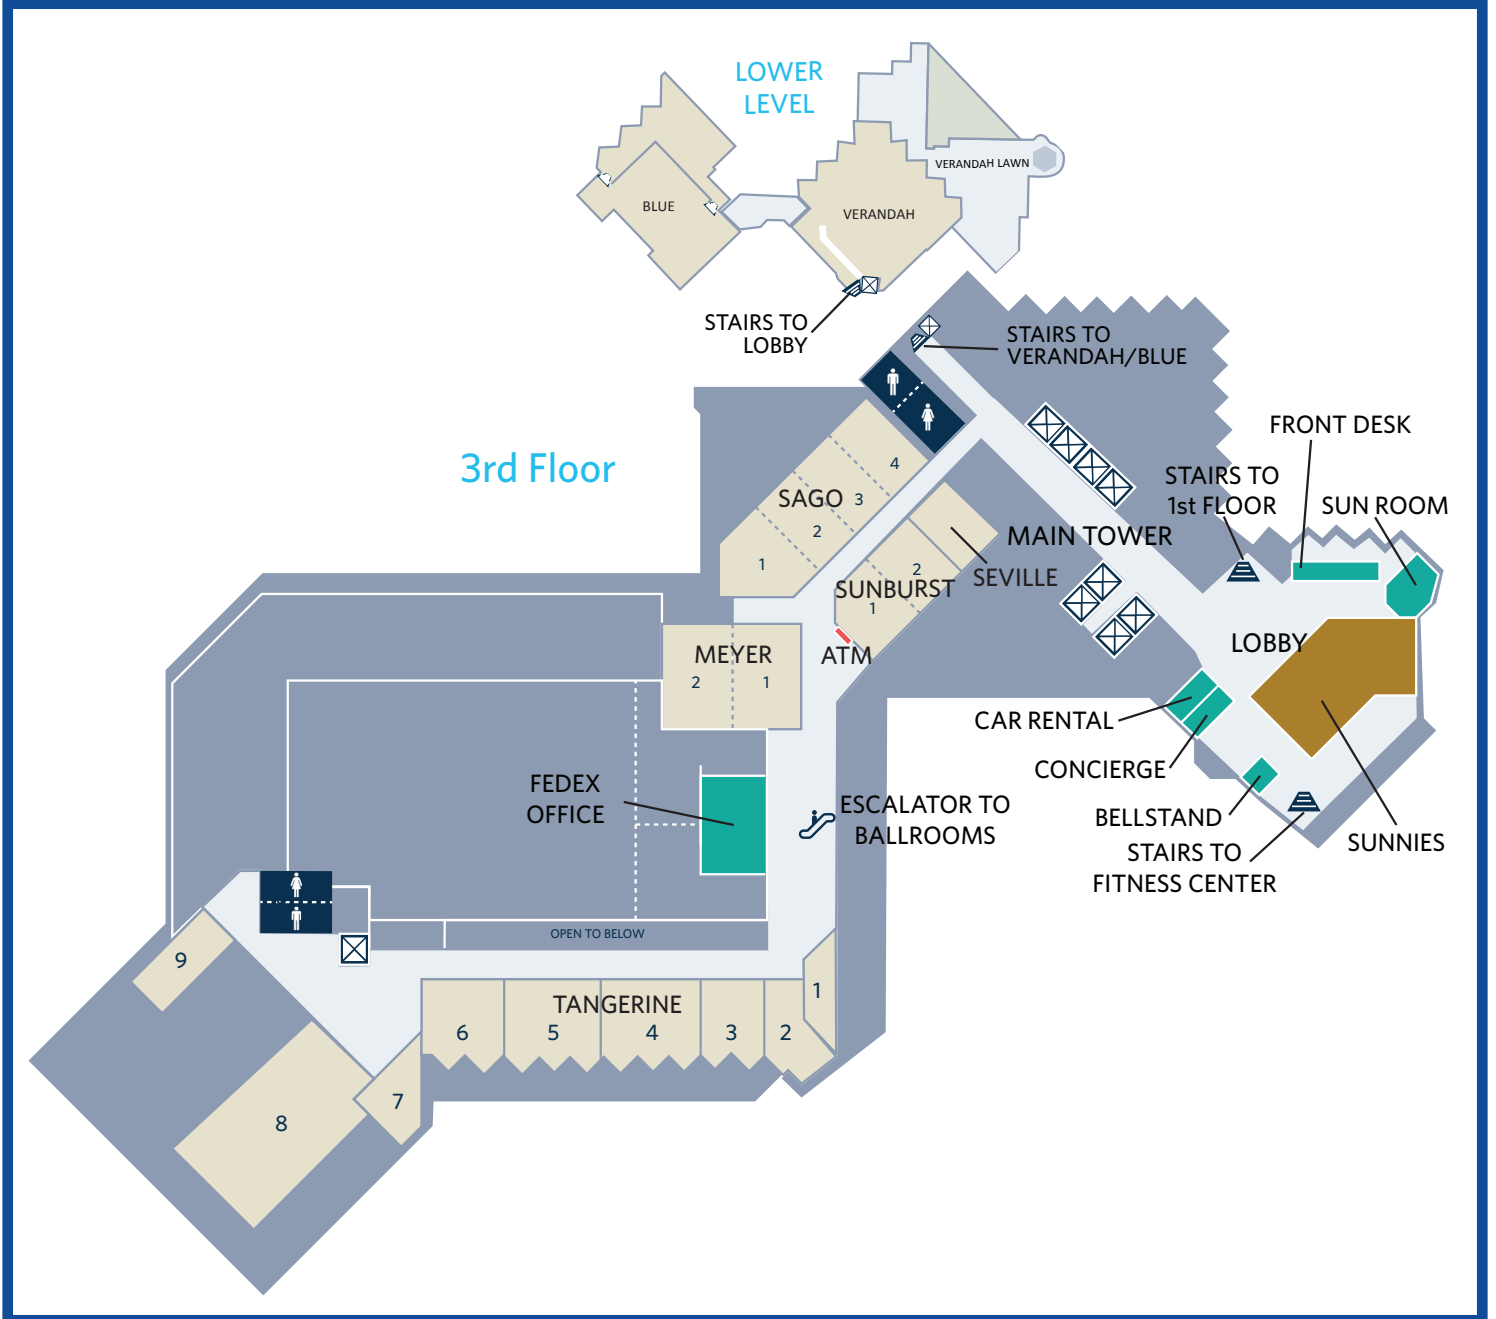 LOWER
LEVEL
VERANDAH LAWN
BLUE
VERANDAH
STAIRS TO
LOBBY
STAIRS TO
VERANDAH/BLUE
3rd Floor
FRONT DESK
4
SAGO
3
2
1
STAIRS TO
1st FLOOR
SUN ROOM
MAIN TOWER
SEVILLE
2
SUNBURST
1
ATM
MEYER
2
1
LOBBY
CAR RENTAL
CONCIERGE
BELLSTAND
STAIRS TO
FITNESS CENTER
SUNNIES
FEDEX
OFFICE
ESCALATOR TO
BALLROOMS
OPEN TO BELOW
9
TANGERINE
1
6
5
4
3
2
7
8